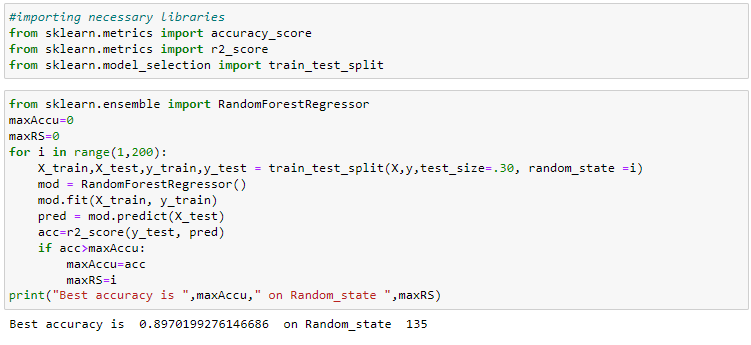 #importing necessary libraries
from sklearn.metrics import accuracy_score
from sklearn.metrics import r2_score
from sklearn.model_selection import train_test_split
from sklearn.ensemble import RandomForestRegressor
maxAccu=0
maxRS=0
for i in range(1,200):
    X_train,X_test,y_train,y_test = train_test_split(X,y,test_size=.30, random_state =i)
    mod = RandomForestRegressor()
    mod.fit(X_train, y_train)
    pred = mod.predict(X_test)
    acc=r2_score(y_test, pred)
    if acc>maxAccu:
        maxAccu=acc
        maxRS=i
print("Best accuracy is ",maxAccu," on Random_state ",maxRS)
Best accuracy is  0.8970199276146686  on Random_state  135